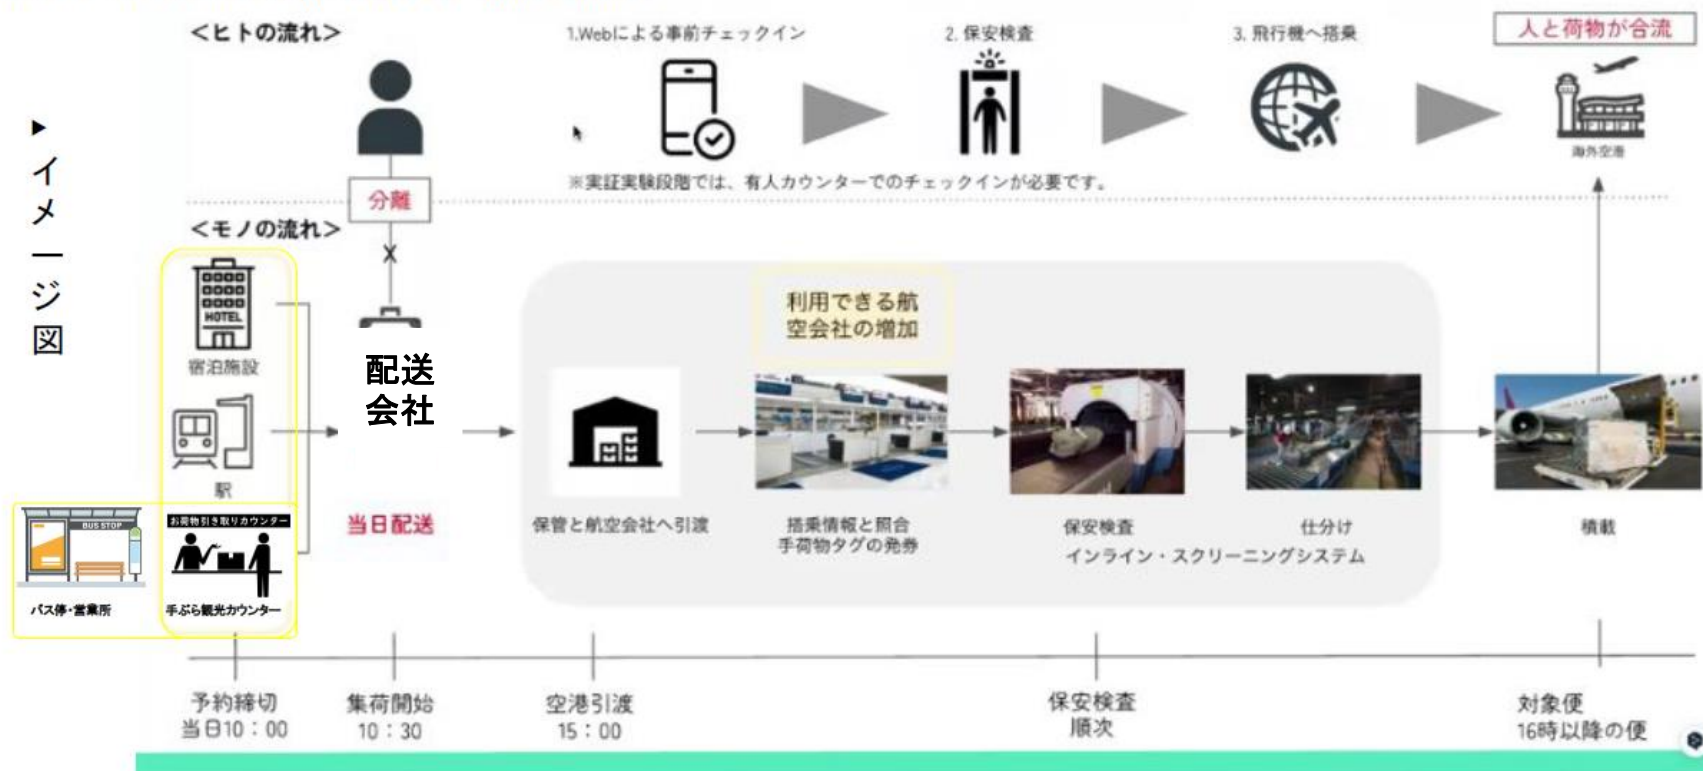 ▶イメージ図
<ヒトの流れ>
1.Webによる事前チェックイン
2. 保安検査
3. 飛行機へ搭乗
人と荷物が合流
海外空港
※実証実験段階では、有人カウンターでのチェックインが必要です。
分離
<モノの流れ>
X
HOTEL
宿泊施設
駅
BUS STOP
バス停・営業所
お荷物引き取りカウンター
手ぶら観光カウンター
配送
会社
当日配送
利用できる航
空会社の増加
保管と航空会社へ引渡
搭乗情報と照合
手荷物タグの発券
保安検査
仕分け
インライン・スクリーニングシステム
積載
予約締切
当日10:00
集荷開始
10:30
空港引渡
15:00
保安検査
順次
対象便
16時以降の便